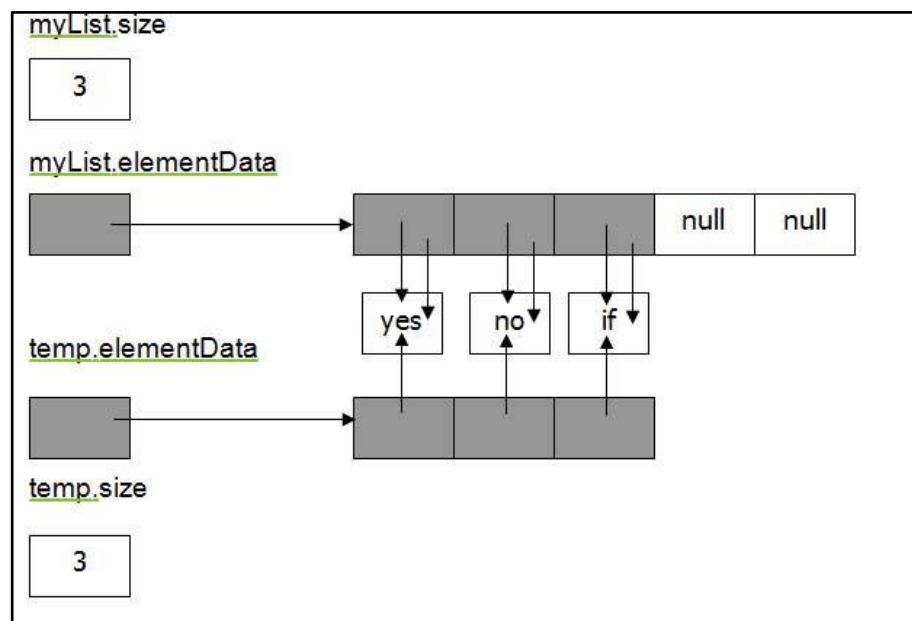 myList.size
3
myList.elementData
null null
yes no if
temp.elementData
temp.size
3